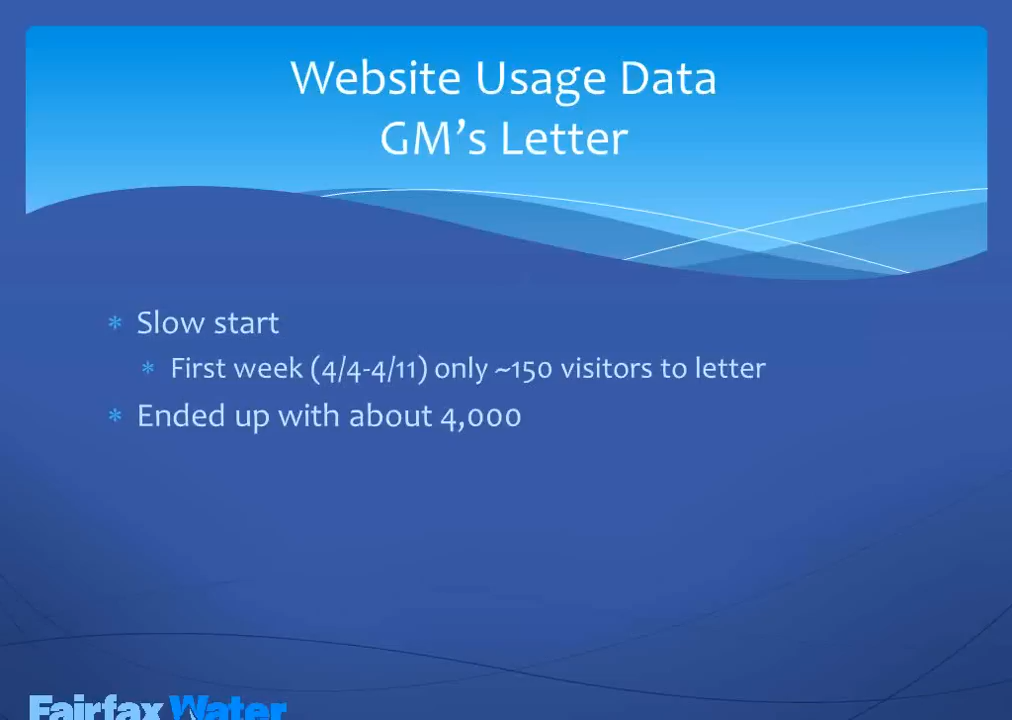 Website Usage Data
GM’s Letter
* Slow start
* First week (4/4-4/11) only ~150 visitors to letter
* Ended up with about 4,000
Fairfax Water